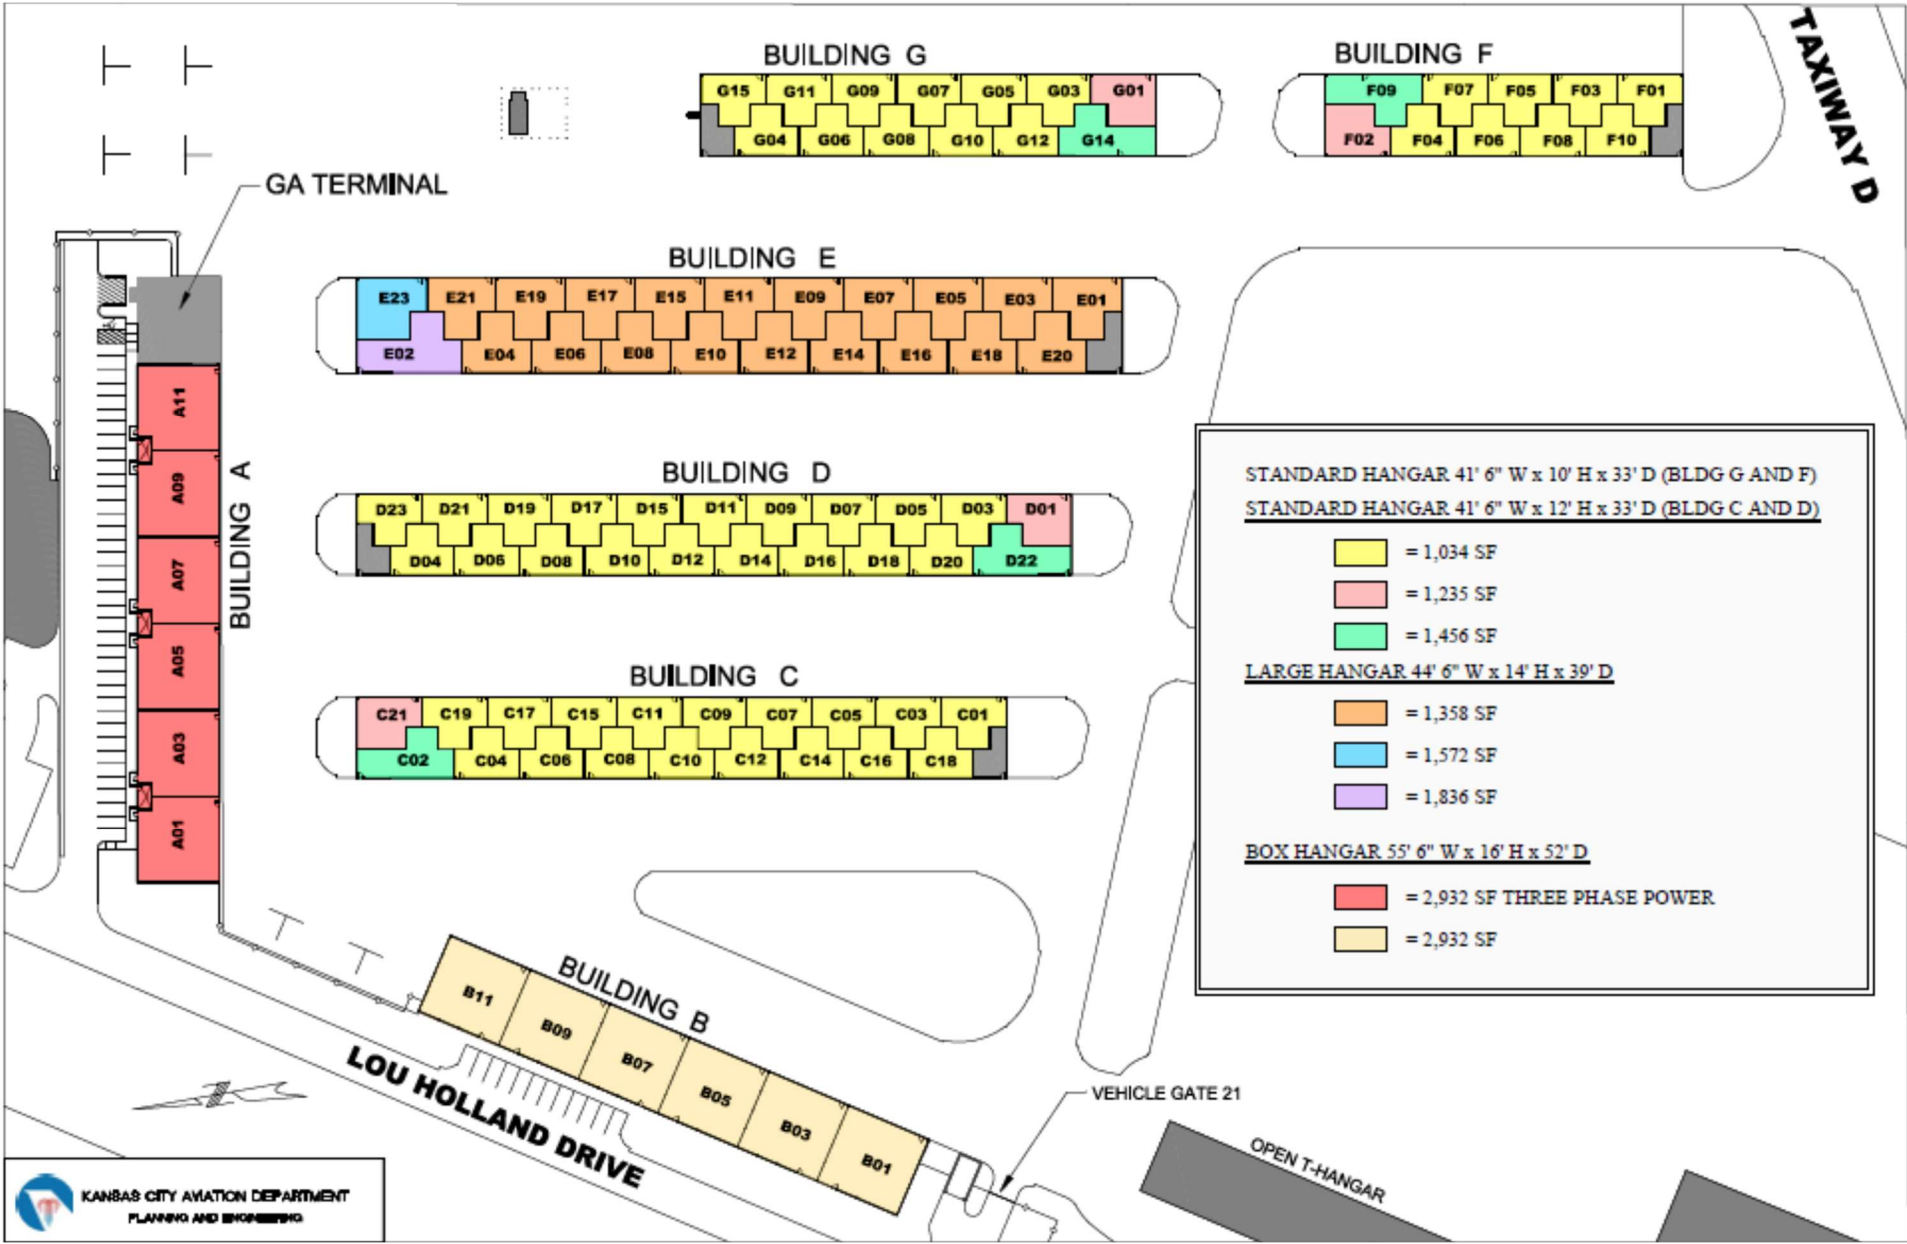 BUILDING G
BUILDING F
TAXIWAY D
G15 G11 G09 G07 G05 G03 G01
G04 G06 G08 G10 G12 G14
F09 F07 F05 F03 F01
F02 F04 F06 F08 F10
GA TERMINAL
BUILDING E
E23 E21 E19 E17 E15 E11 E09 E07 E05 E03 E01
E02 E04 E06 E08 E10 E12 E14 E16 E18 E20
BUILDING A
A11
A09
A07
A05
A03
A01
BUILDING D
D23 D21 D19 D17 D15 D11 D09 D07 D05 D03 D01
D04 D06 D08 D10 D12 D14 D16 D18 D20 D22
BUILDING C
C21 C19 C17 C15 C11 C09 C07 C05 C03 C01
C02 C04 C06 C08 C10 C12 C14 C16 C18
STANDARD HANGAR 41' 6" W x 10' H x 33' D (BLDG G AND F)
STANDARD HANGAR 41' 6" W x 12' H x 33' D (BLDG C AND D)
= 1,034 SF
= 1,235 SF
= 1,456 SF
LARGE HANGAR 44' 6" W x 14' H x 39' D
= 1,358 SF
= 1,572 SF
= 1,836 SF
BOX HANGAR 55' 6" W x 16' H x 52' D
= 2,932 SF THREE PHASE POWER
= 2,932 SF
BUILDING B
B11 B09 B07 B05 B03 B01
LOU HOLLAND DRIVE
VEHICLE GATE 21
OPEN T-HANGAR
KANSAS CITY AVIATION DEPARTMENT
PLANNING AND ENGINEERING